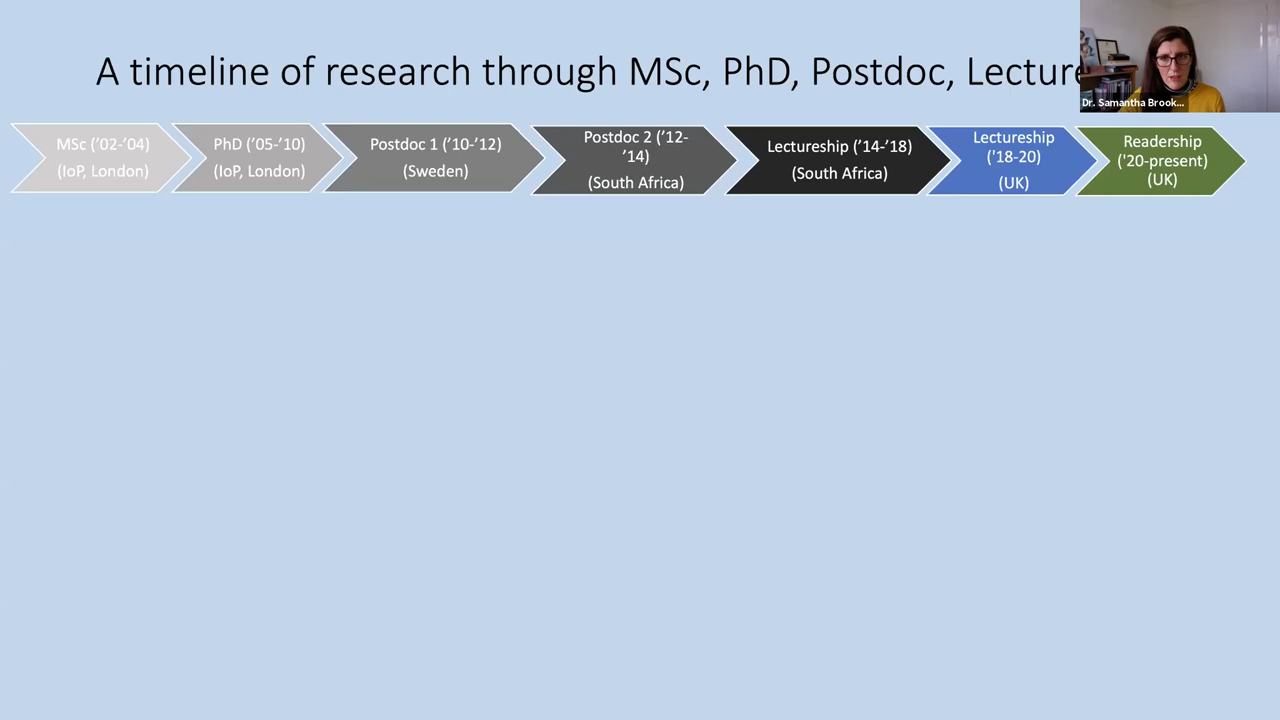 A timeline of research through MSc, PhD, Postdoc, Lecture
Dr. Samantha Brook...
MSc (’02-’04)
(IoP, London)
PhD (’05-’10)
(IoP, London)
Postdoc 1 (’10-’12)
(Sweden)
Postdoc 2 (’12-
’14)
(South Africa)
Lectureship (’14-’18)
(South Africa)
Lectureship
('18-20)
(UK)
Readership
('20-present)
(UK)